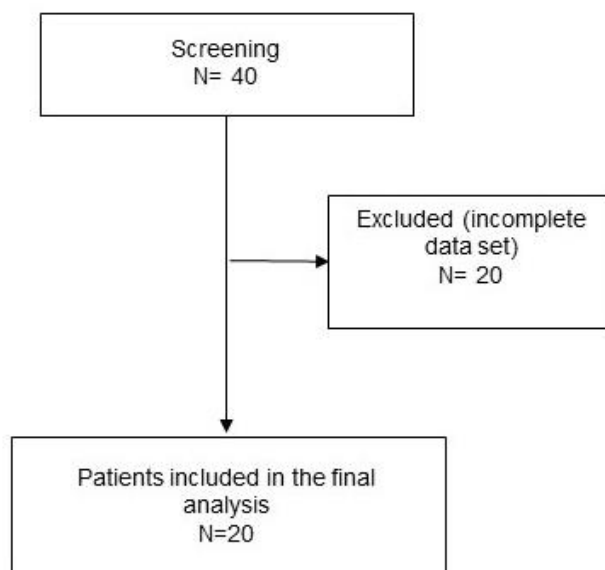 Screening
N= 40
Excluded (incomplete
data set)
N= 20
Patients included in the final
analysis
N=20